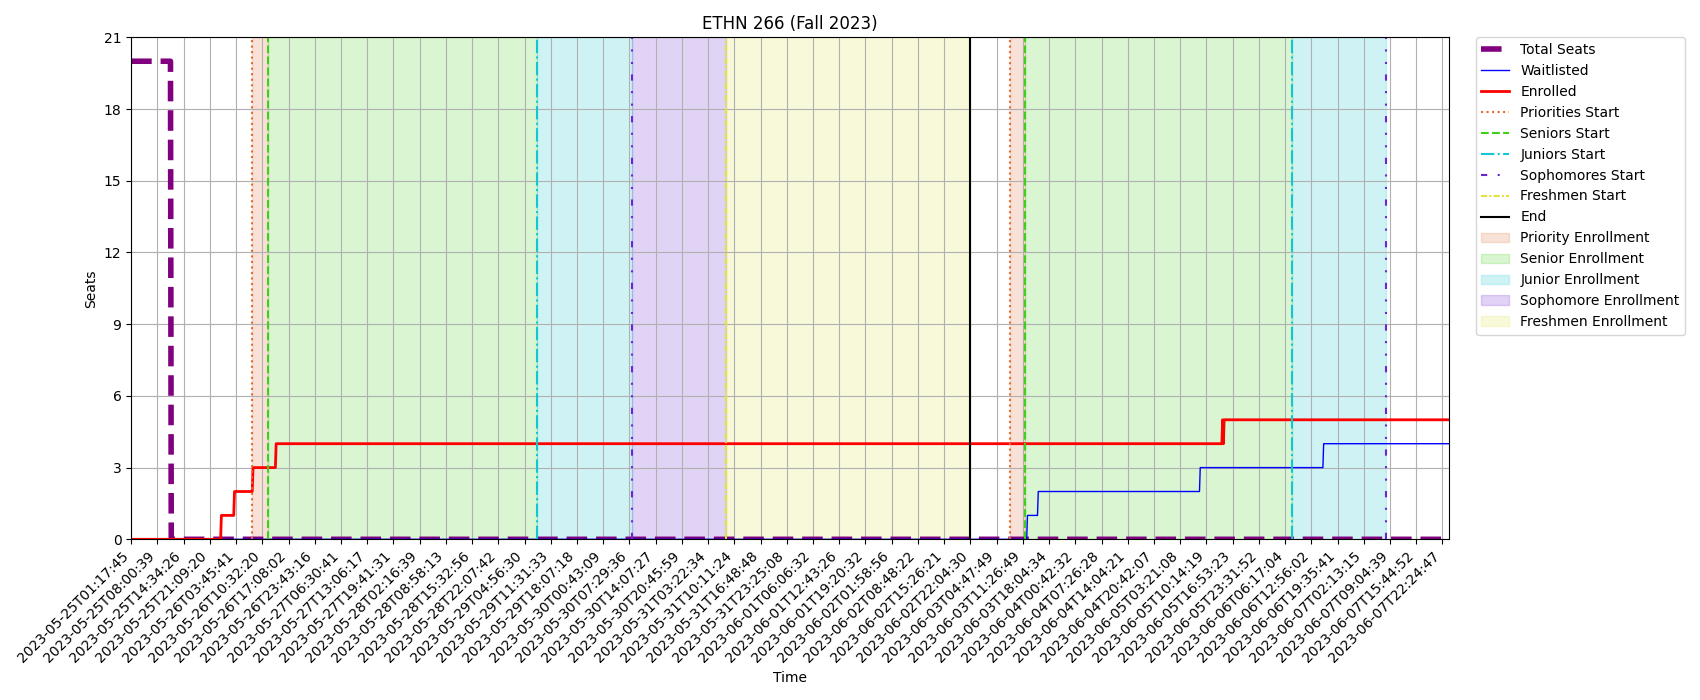 ETHN 266 (Fall 2023)
21
18
15
12
9
6
3
0
Seats
2023-05-25T01:17:45
2023-05-25T08:00:39
2023-05-25T14:34:26
2023-05-25T21:09:20
2023-05-26T03:45:41
2023-05-26T10:32:20
2023-05-26T17:08:02
2023-05-26T23:43:16
2023-05-27T06:30:41
2023-05-27T13:06:17
2023-05-27T19:41:31
2023-05-28T02:16:39
2023-05-28T08:58:13
2023-05-28T15:32:56
2023-05-28T22:07:42
2023-05-29T04:56:30
2023-05-29T11:31:33
2023-05-29T18:07:18
2023-05-30T00:43:09
2023-05-30T07:29:36
2023-05-30T14:07:27
2023-05-30T20:45:59
2023-05-31T03:22:34
2023-05-31T10:11:24
2023-05-31T16:48:48
2023-05-31T23:25:08
2023-06-01T06:06:32
2023-06-01T12:43:26
2023-06-01T19:20:32
2023-06-02T01:58:56
2023-06-02T08:48:22
2023-06-02T15:26:21
2023-06-02T22:04:30
2023-06-03T04:47:49
2023-06-03T11:26:49
2023-06-03T18:04:34
2023-06-04T00:42:32
2023-06-04T07:26:28
2023-06-04T14:04:21
2023-06-04T20:42:07
2023-06-05T03:21:08
2023-06-05T10:14:19
2023-06-05T16:53:23
2023-06-05T23:31:52
2023-06-06T06:17:04
2023-06-06T12:56:02
2023-06-06T19:35:41
2023-06-07T02:13:15
2023-06-07T09:04:39
2023-06-07T15:44:52
2023-06-07T22:24:47
Time
Total Seats
Waitlisted
Enrolled
Priorities Start
Seniors Start
Juniors Start
Sophomores Start
Freshmen Start
End
Priority Enrollment
Senior Enrollment
Junior Enrollment
Sophomore Enrollment
Freshmen Enrollment